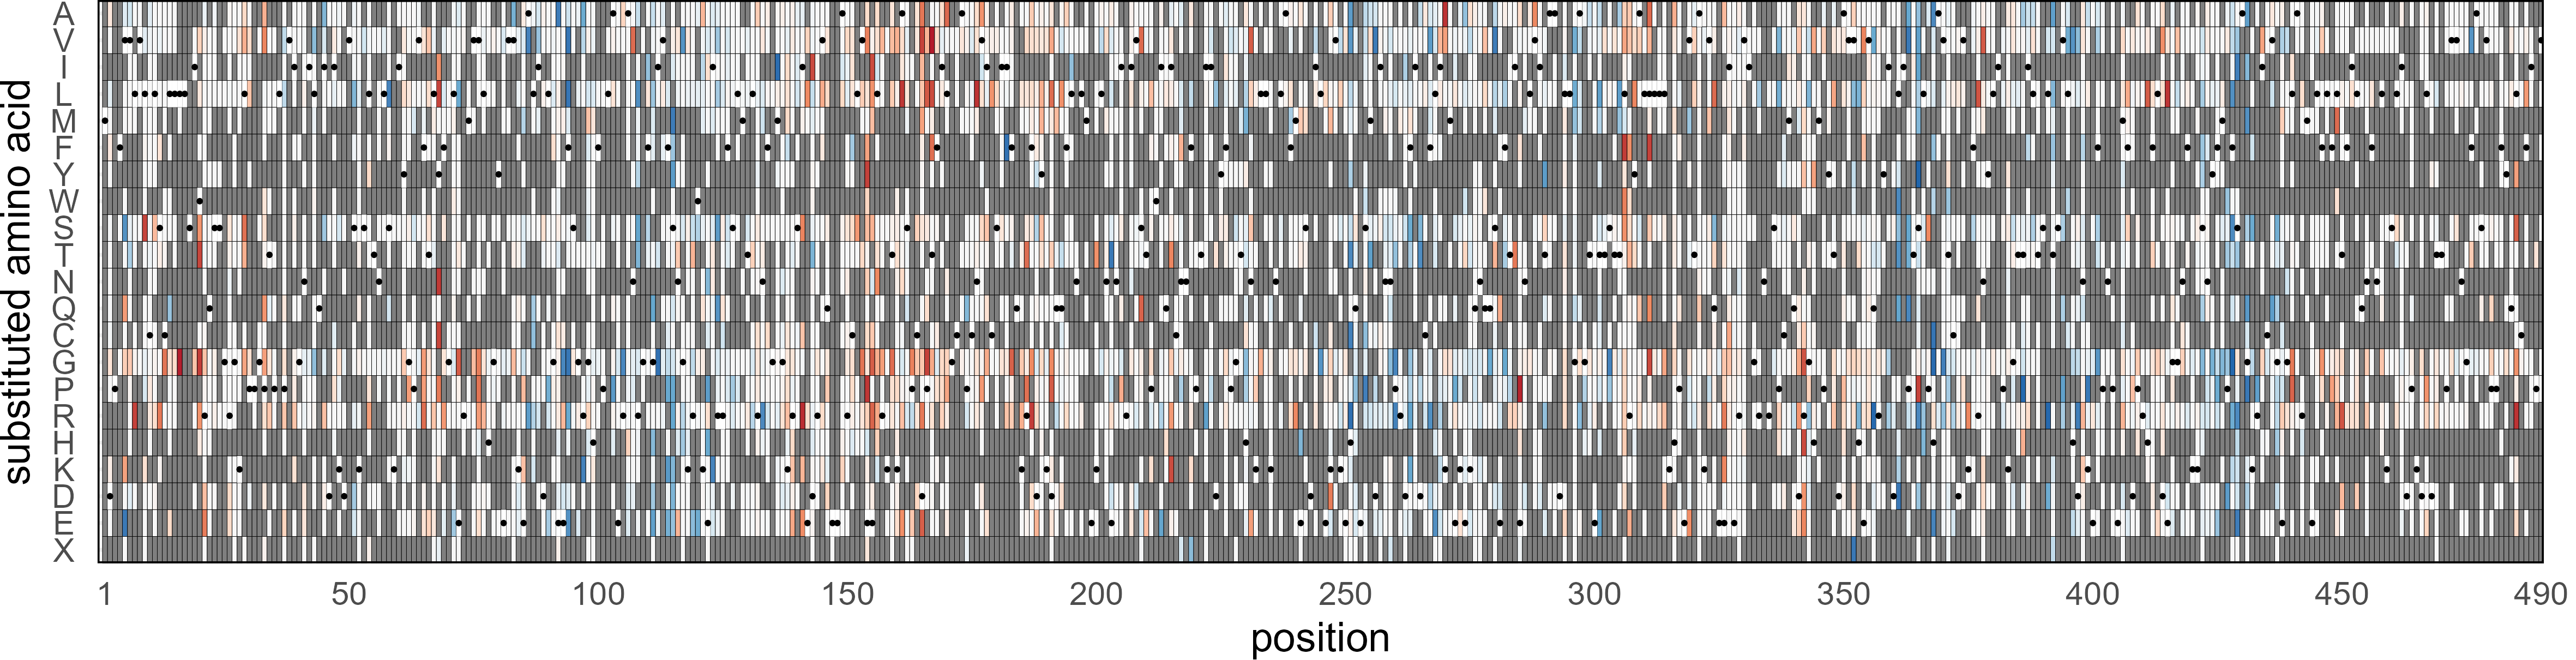 substituted amino acid
A
V
I
L
M
F
Y
W
S
T
N
Q
C
G
P
R
H
K
D
E
X
1 50 100 150 200 250 300 350 400 450 490
position